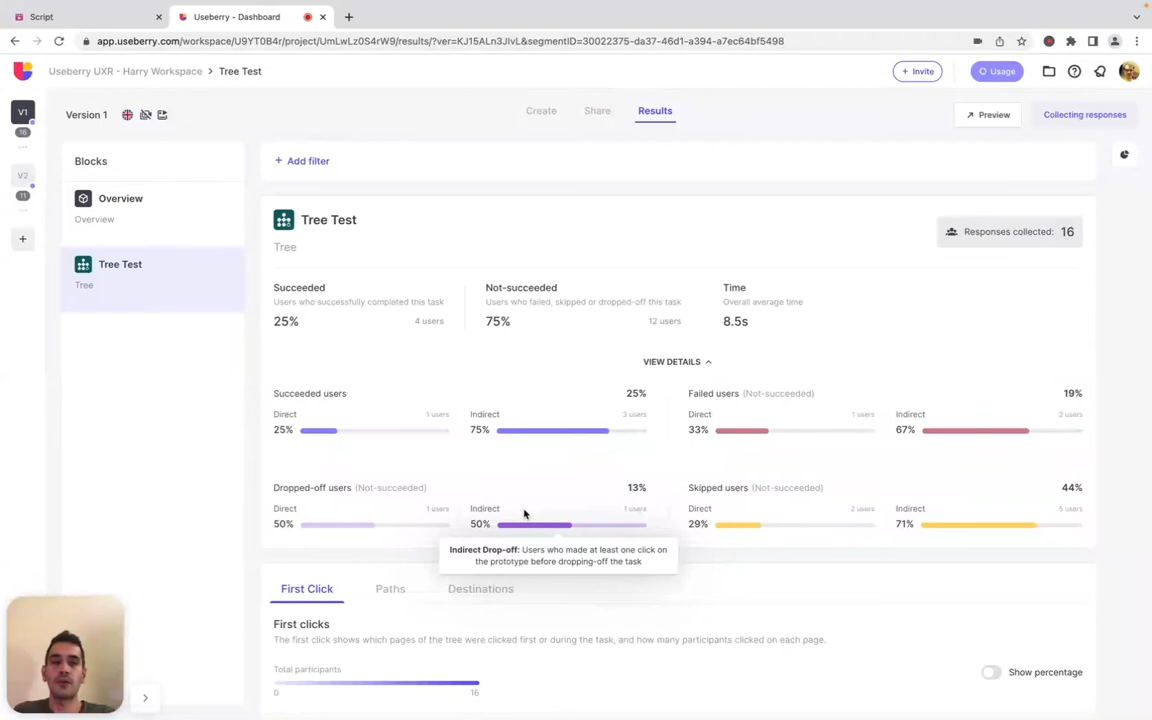 Script
Useberry - Dashboard
app.useberry.com/workspace/U9YT0B4r/project/UmLwLz0S4rW9/results/?ver=KJ15ALn3JIvL&segmentID=30022375-da37-46d1-a394-a7ec64bf5498
Useberry UXR - Harry Workspace > Tree Test
+ Invite
Usage
V1
16
V2
11
+
Version 1
Create
Share
Results
Preview
Collecting responses
Blocks
Overview
Overview
Tree Test
Tree
+ Add filter
Tree Test
Tree
Responses collected: 16
Succeeded
Users who successfully completed this task
25%
4 users
Not-succeeded
Users who failed, skipped or dropped-off this task
75%
12 users
Time
Overall average time
8.5s
VIEW DETAILS
Succeeded users
25%
Direct
1 users
25%
Indirect
3 users
75%
Failed users (Not-succeeded)
19%
Direct
1 users
33%
Indirect
2 users
67%
Dropped-off users (Not-succeeded)
13%
Direct
1 users
50%
Indirect
1 users
50%
Skipped users (Not-succeeded)
44%
Direct
2 users
29%
Indirect
5 users
71%
Indirect Drop-off: Users who made at least one click on
the prototype before dropping-off the task
First Click
Paths
Destinations
First clicks
The first click shows which pages of the tree were clicked first or during the task, and how many participants clicked on each page.
Total participants
0
16
Show percentage